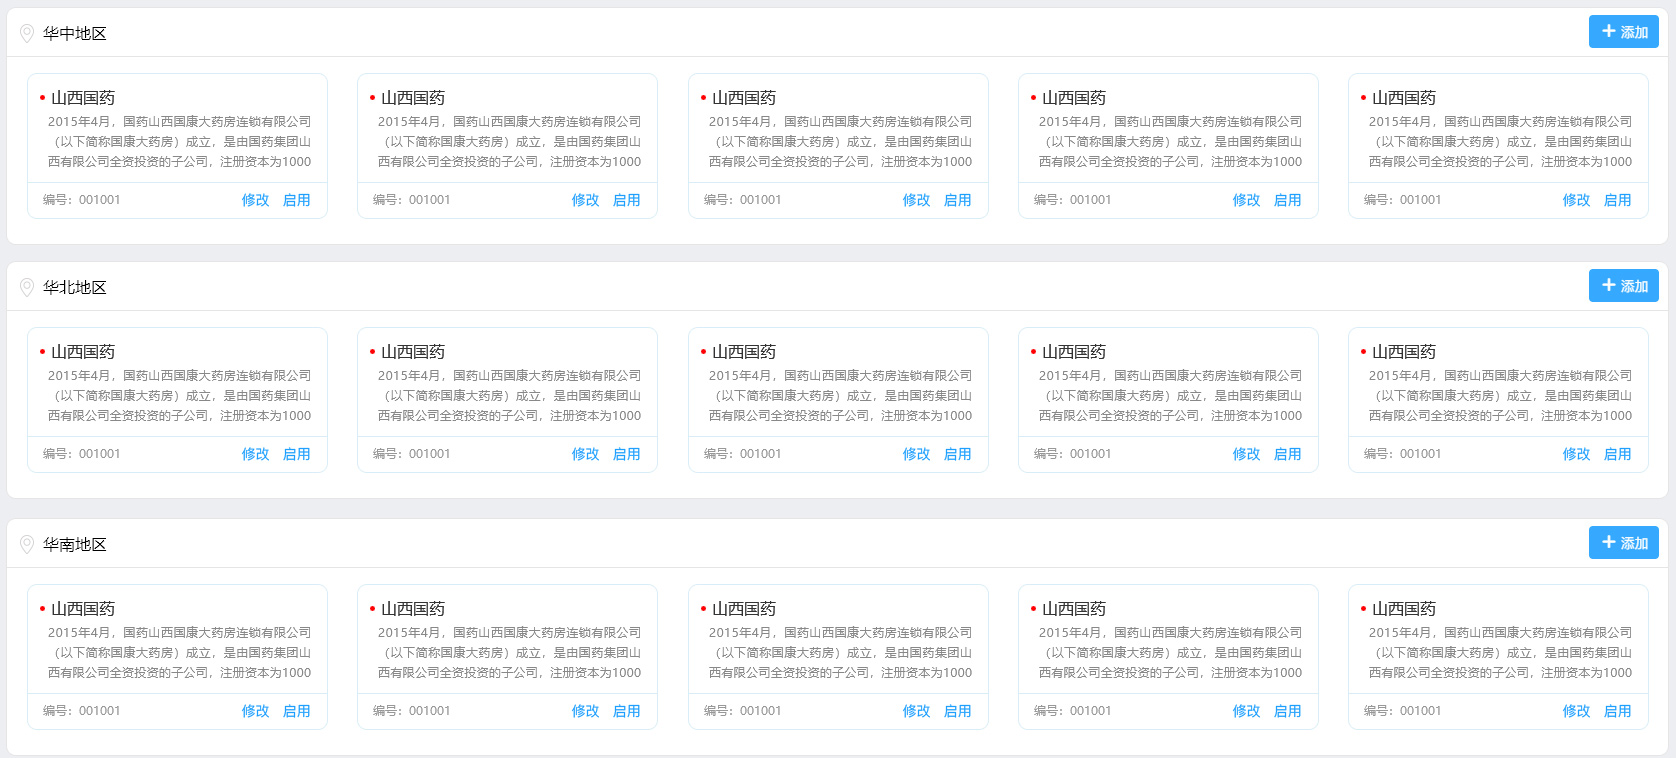 华中地区 添加
山西国药 山西国药 山西国药 山西国药 山西国药
2015年4月，国药山西国康大药房连锁有限公司 2015年4月，国药山西国康大药房连锁有限公司 2015年4月，国药山西国康大药房连锁有限公司 2015年4月，国药山西国康大药房连锁有限公司 2015年4月，国药山西国康大药房连锁有限公司
（以下简称国康大药房）成立，是由国药集团山 （以下简称国康大药房）成立，是由国药集团山 （以下简称国康大药房）成立，是由国药集团山 （以下简称国康大药房）成立，是由国药集团山 （以下简称国康大药房）成立，是由国药集团山
西有限公司全资投资的子公司，注册资本为1000 西有限公司全资投资的子公司，注册资本为1000 西有限公司全资投资的子公司，注册资本为1000 西有限公司全资投资的子公司，注册资本为1000 西有限公司全资投资的子公司，注册资本为1000
编号：001001 修改 启用 编号：001001 修改 启用 编号：001001 修改 启用 编号：001001 修改 启用 编号：001001 修改 启用
华北地区 添加
山西国药 山西国药 山西国药 山西国药 山西国药
2015年4月，国药山西国康大药房连锁有限公司 2015年4月，国药山西国康大药房连锁有限公司 2015年4月，国药山西国康大药房连锁有限公司 2015年4月，国药山西国康大药房连锁有限公司 2015年4月，国药山西国康大药房连锁有限公司
（以下简称国康大药房）成立，是由国药集团山 （以下简称国康大药房）成立，是由国药集团山 （以下简称国康大药房）成立，是由国药集团山 （以下简称国康大药房）成立，是由国药集团山 （以下简称国康大药房）成立，是由国药集团山
西有限公司全资投资的子公司，注册资本为1000 西有限公司全资投资的子公司，注册资本为1000 西有限公司全资投资的子公司，注册资本为1000 西有限公司全资投资的子公司，注册资本为1000 西有限公司全资投资的子公司，注册资本为1000
编号：001001 修改 启用 编号：001001 修改 启用 编号：001001 修改 启用 编号：001001 修改 启用 编号：001001 修改 启用
华南地区 添加
山西国药 山西国药 山西国药 山西国药 山西国药
2015年4月，国药山西国康大药房连锁有限公司 2015年4月，国药山西国康大药房连锁有限公司 2015年4月，国药山西国康大药房连锁有限公司 2015年4月，国药山西国康大药房连锁有限公司 2015年4月，国药山西国康大药房连锁有限公司
（以下简称国康大药房）成立，是由国药集团山 （以下简称国康大药房）成立，是由国药集团山 （以下简称国康大药房）成立，是由国药集团山 （以下简称国康大药房）成立，是由国药集团山 （以下简称国康大药房）成立，是由国药集团山
西有限公司全资投资的子公司，注册资本为1000 西有限公司全资投资的子公司，注册资本为1000 西有限公司全资投资的子公司，注册资本为1000 西有限公司全资投资的子公司，注册资本为1000 西有限公司全资投资的子公司，注册资本为1000
编号：001001 修改 启用 编号：001001 修改 启用 编号：001001 修改 启用 编号：001001 修改 启用 编号：001001 修改 启用